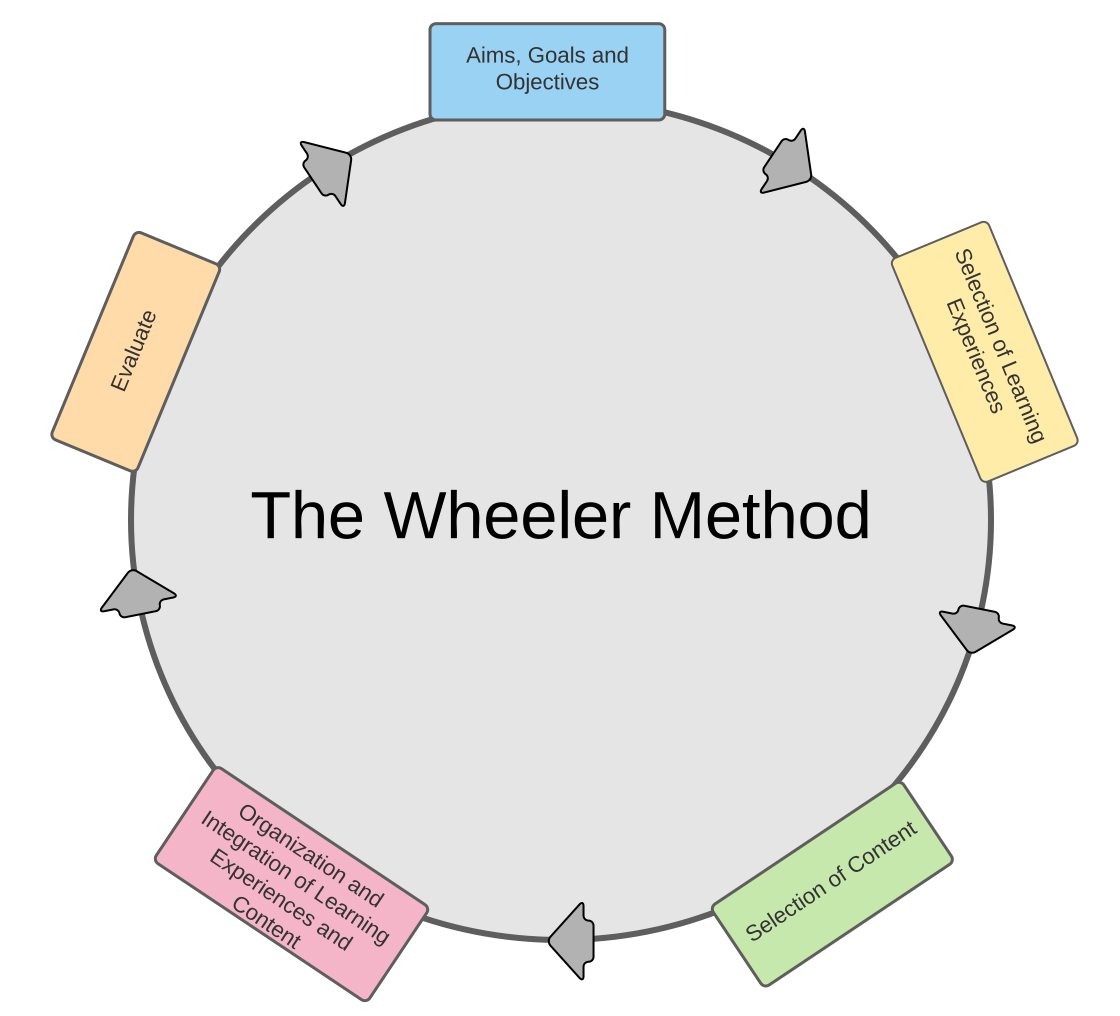 Aims, Goals and
Objectives
Selection of Learning
Experiences
Evaluate
The Wheeler Method
Organization and
Integration of Learning
Experiences and
Content
Selection of Content